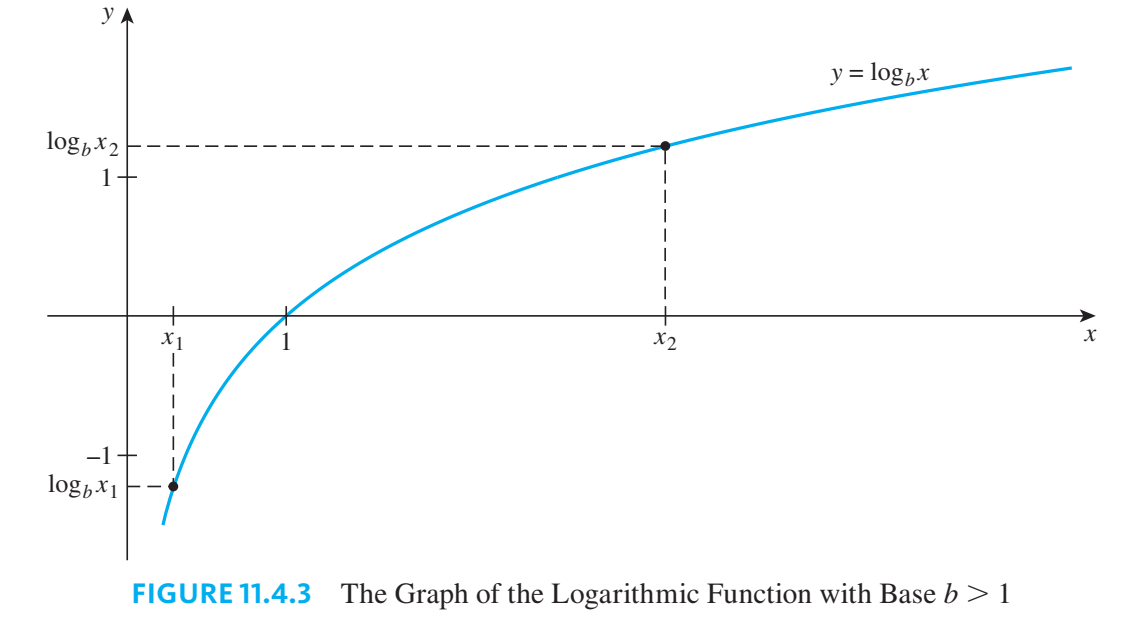 y
y = log_b x
log_b x_2
1
x_1
1
x_2
x
−1
log_b x_1
FIGURE 11.4.3 The Graph of the Logarithmic Function with Base b > 1